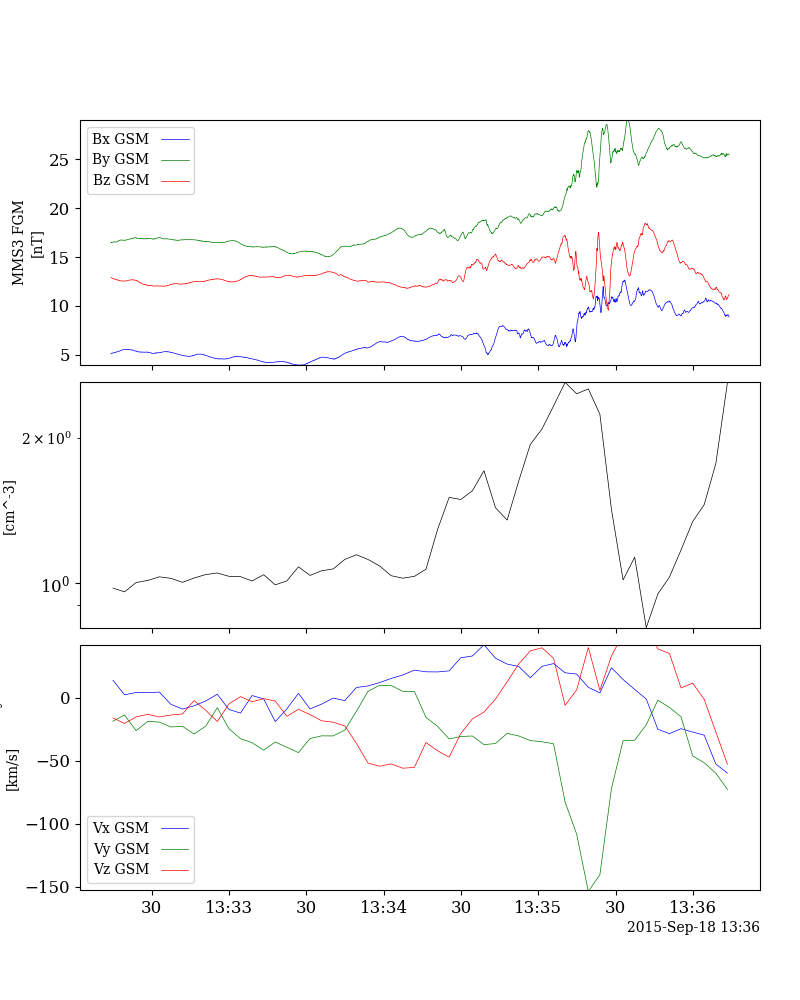 MMS3 FGM
[nT]
Bx GSM
By GSM
Bz GSM
25
20
15
10
5
[cm^-3]
2 × 10⁰
10⁰
[km/s]
0
−50
−100
−150
Vx GSM
Vy GSM
Vz GSM
30 13:33 30 13:34 30 13:35 30 13:36
2015-Sep-18 13:36